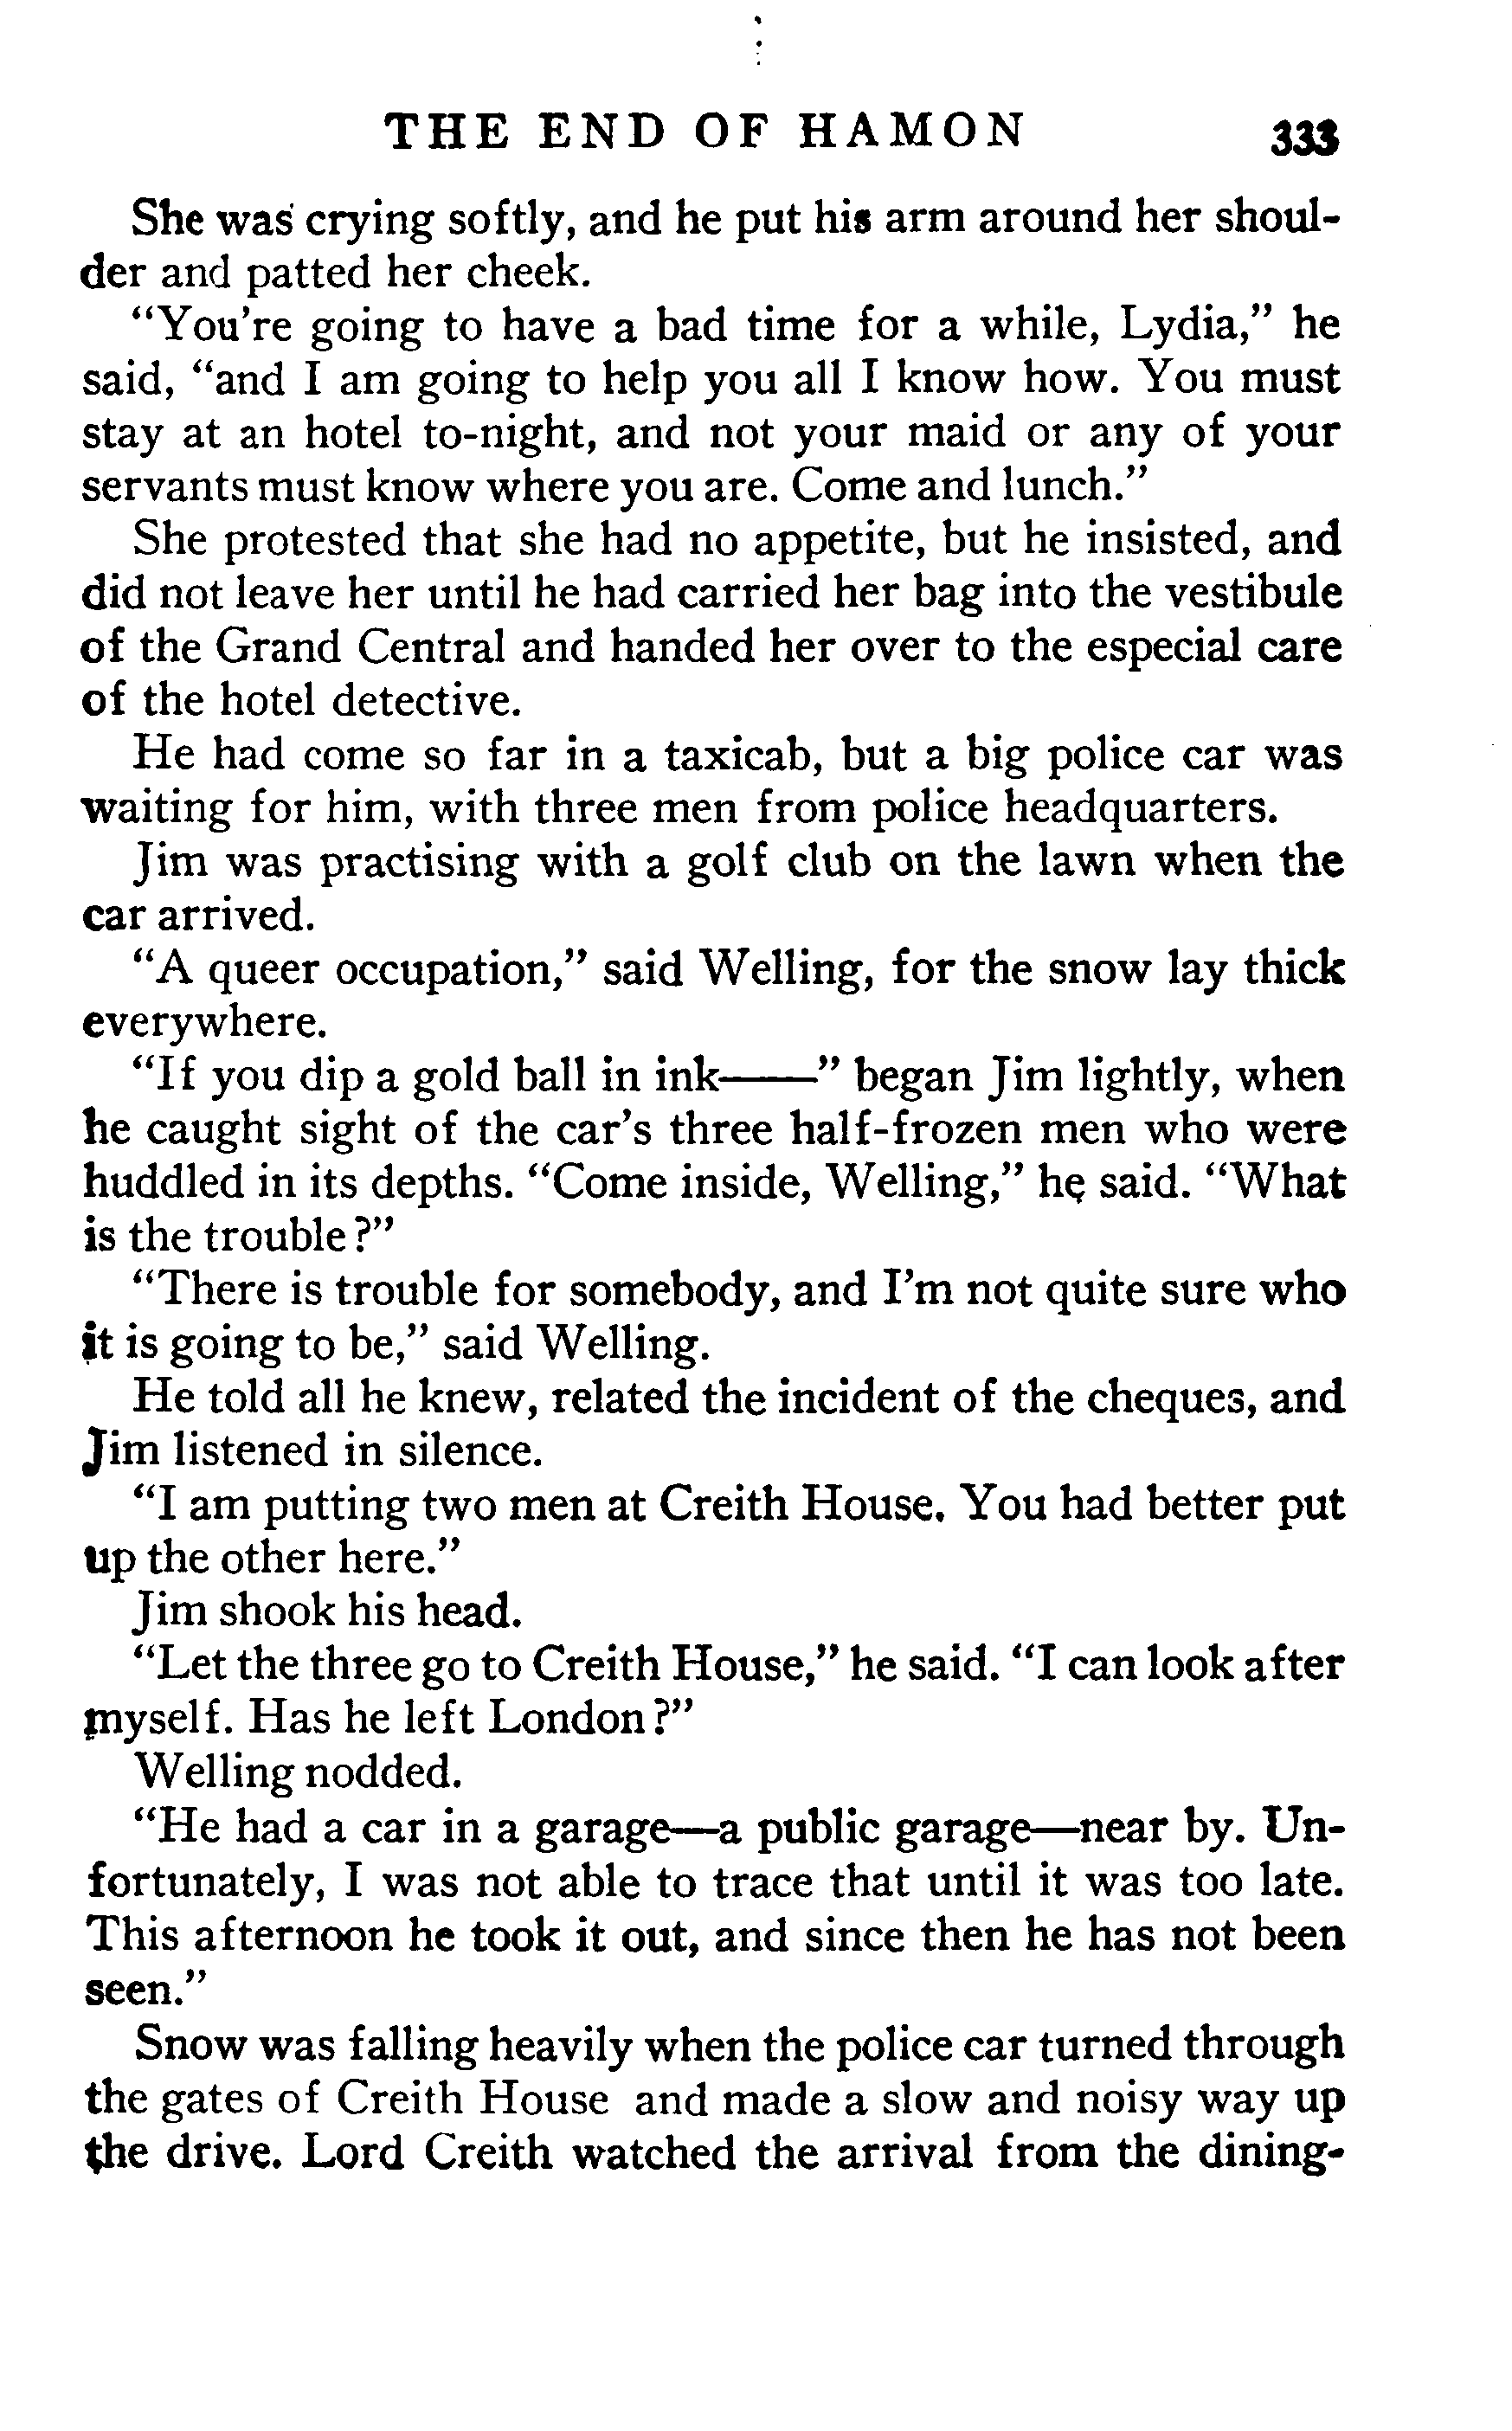 THE END OF HAMON 333
She was crying softly, and he put his arm around her shoul-
der and patted her cheek.
"You're going to have a bad time for a while, Lydia," he
said, "and I am going to help you all I know how. You must
stay at an hotel to-night, and not your maid or any of your
servants must know where you are. Come and lunch."
She protested that she had no appetite, but he insisted, and
did not leave her until he had carried her bag into the vestibule
of the Grand Central and handed her over to the especial care
of the hotel detective.
He had come so far in a taxicab, but a big police car was
waiting for him, with three men from police headquarters.
Jim was practising with a golf club on the lawn when the
car arrived.
"A queer occupation," said Welling, for the snow lay thick
everywhere.
"If you dip a gold ball in ink——" began Jim lightly, when
he caught sight of the car's three half-frozen men who were
huddled in its depths. "Come inside, Welling," he said. "What
is the trouble?"
"There is trouble for somebody, and I'm not quite sure who
it is going to be," said Welling.
He told all he knew, related the incident of the cheques, and
Jim listened in silence.
"I am putting two men at Creith House. You had better put
up the other here."
Jim shook his head.
"Let the three go to Creith House," he said. "I can look after
myself. Has he left London?"
Welling nodded.
"He had a car in a garage—a public garage—near by. Un-
fortunately, I was not able to trace that until it was too late.
This afternoon he took it out, and since then he has not been
seen."
Snow was falling heavily when the police car turned through
the gates of Creith House and made a slow and noisy way up
the drive. Lord Creith watched the arrival from the dining-